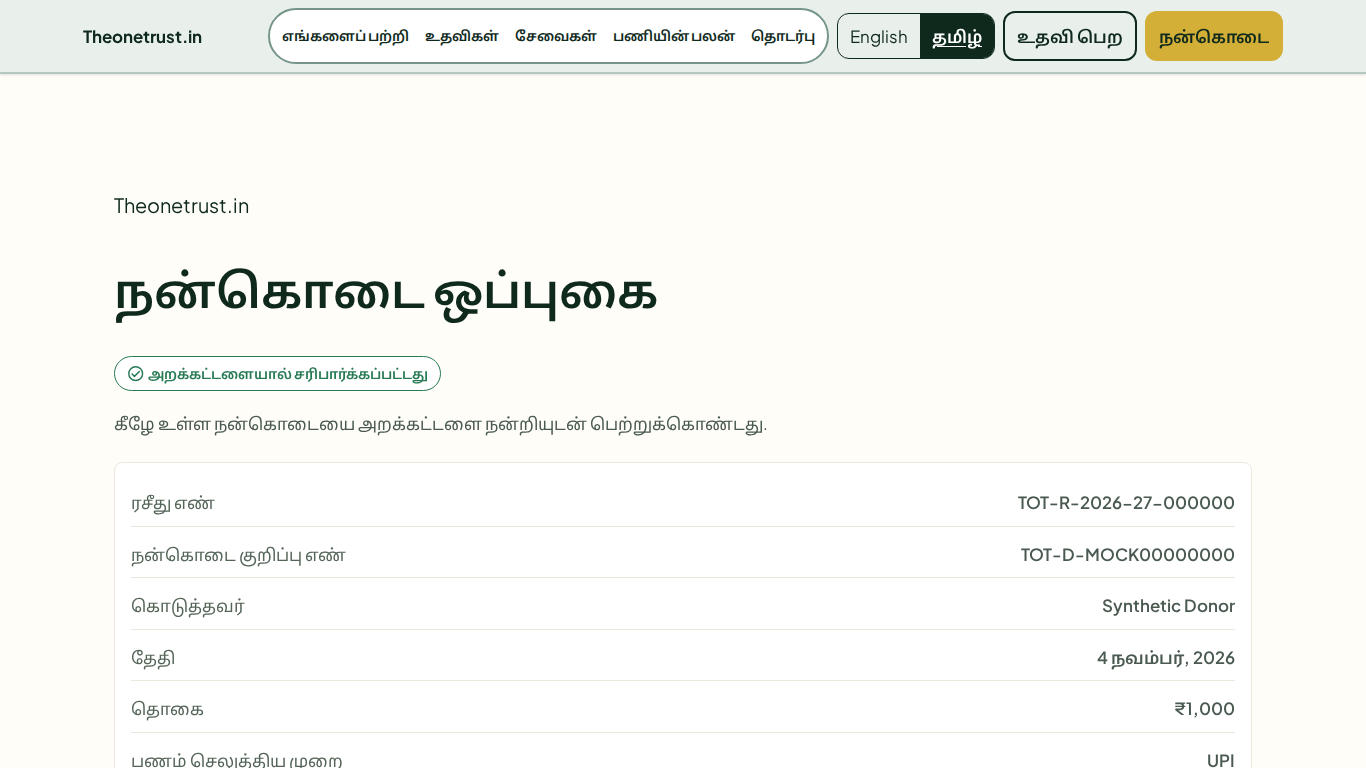 Theonetrust.in
எங்களைப் பற்றி உதவிகள் சேவைகள் பணியின் பலன் தொடர்பு
English தமிழ்
உதவி பெற
நன்கொடை
Theonetrust.in
நன்கொடை ஒப்புகை
அறக்கட்டளையால் சரிபார்க்கப்பட்டது
கீழே உள்ள நன்கொடையை அறக்கட்டளை நன்றியுடன் பெற்றுக்கொண்டது.
ரசீது எண் TOT-R-2026-27-000000
நன்கொடை குறிப்பு எண் TOT-D-MOCK00000000
கொடுத்தவர் Synthetic Donor
தேதி 4 நவம்பர், 2026
தொகை ₹1,000
பணம் செலுத்திய முறை UPI